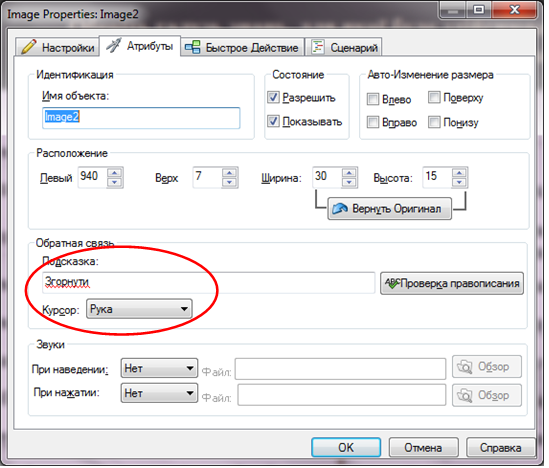 Image Properties: Image2
Настройки Атрибуты Быстрое Действие Сценарий
Идентификация Состояние Авто-Изменение размера
Имя объекта:
Image2
Разрешить
Показывать
Влево Поверху
Вправо Понизу
Расположение
Левый 940 Верх 7 Ширина: 30 Высота: 15
Вернуть Оригинал
Обратная связь
Подсказка:
Згорнути ABC Проверка правописания
Курсор: Рука
Звуки
При наведении: Нет Файл: Обзор
При нажатии: Нет Файл: Обзор
OK Отмена Справка